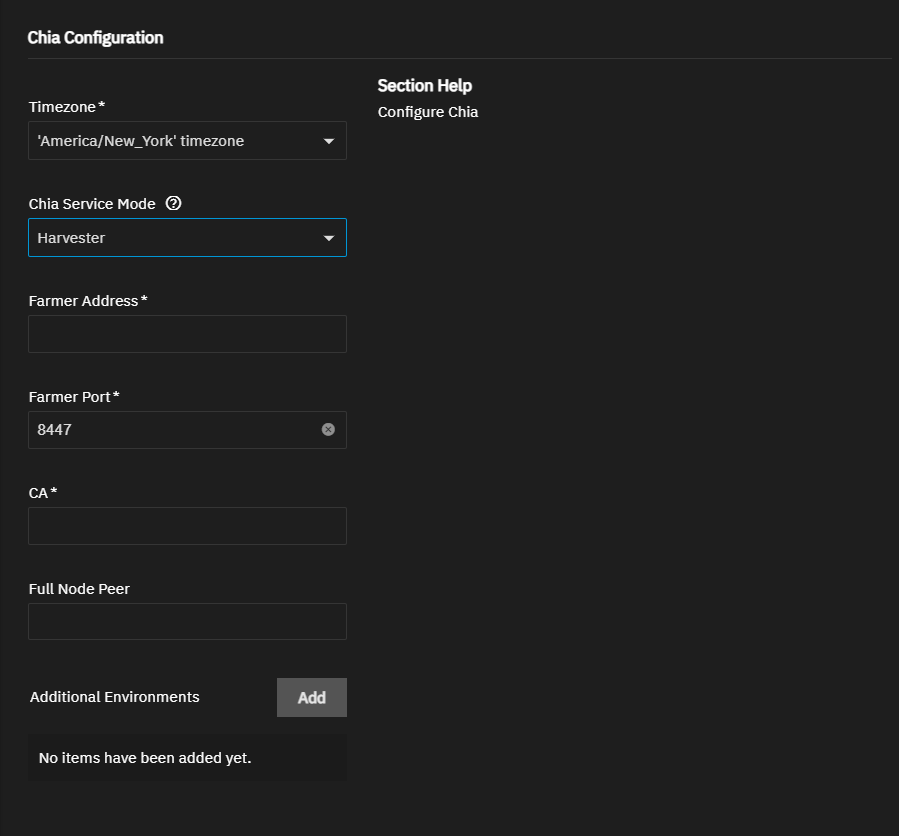 Chia Configuration
Section Help
Configure Chia
Timezone*
'America/New_York' timezone
Chia Service Mode
Harvester
Farmer Address*
Farmer Port*
8447
CA*
Full Node Peer
Additional Environments
Add
No items have been added yet.